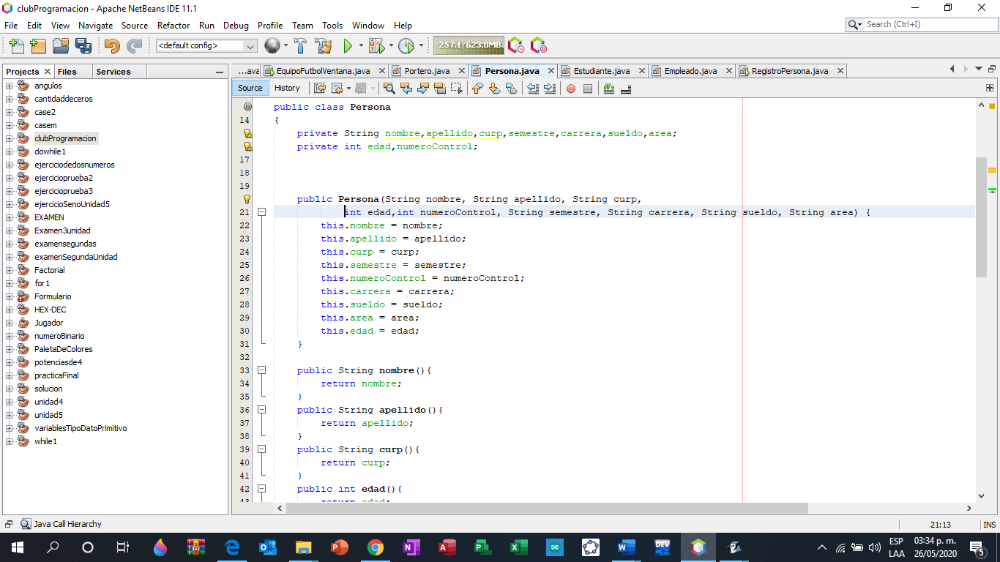 clubProgramacion - Apache NetBeans IDE 11.1
File Edit View Navigate Source Refactor Run Debug Profile Team Tools Window Help
Search (Ctrl+I)
<default config>
257.1/623.0MB
Projects Files Services
...ava EquipoFutbolVentana.java Portero.java Persona.java Estudiante.java Empleado.java RegistroPersona.java
Source History
angulos
cantidaddeceros
case2
casem
clubProgramacion
dowhile1
ejerciciodedosnumeros
ejercicioprueba2
ejercicioprueba3
ejercicioSenoUnidad5
EXAMEN
Examen3unidad
examensegundas
examenSegundaUnidad
Factorial
for1
Formulario
HEX-DEC
Jugador
numeroBinario
PaletaDeColores
potenciasde4
practicaFinal
solucion
unidad4
unidad5
variablesTipoDatoPrimitivo
while1
public class Persona
14 {
private String nombre,apellido,curp,semestre,carrera,sueldo,area;
private int edad,numeroControl;
17
18
19
public Persona(String nombre, String apellido, String curp,
21 int edad,int numeroControl, String semestre, String carrera, String sueldo, String area) {
22 this.nombre = nombre;
23 this.apellido = apellido;
24 this.curp = curp;
25 this.semestre = semestre;
26 this.numeroControl = numeroControl;
27 this.carrera = carrera;
28 this.sueldo = sueldo;
29 this.area = area;
30 this.edad = edad;
31 }
32
33 public String nombre(){
34 return nombre;
35 }
36 public String apellido(){
37 return apellido;
38 }
39 public String curp(){
40 return curp;
41 }
42 public int edad(){
43 return edad;
Java Call Hierarchy
21:13 INS
ESP 03:34 p. m.
LAA 26/05/2020
5